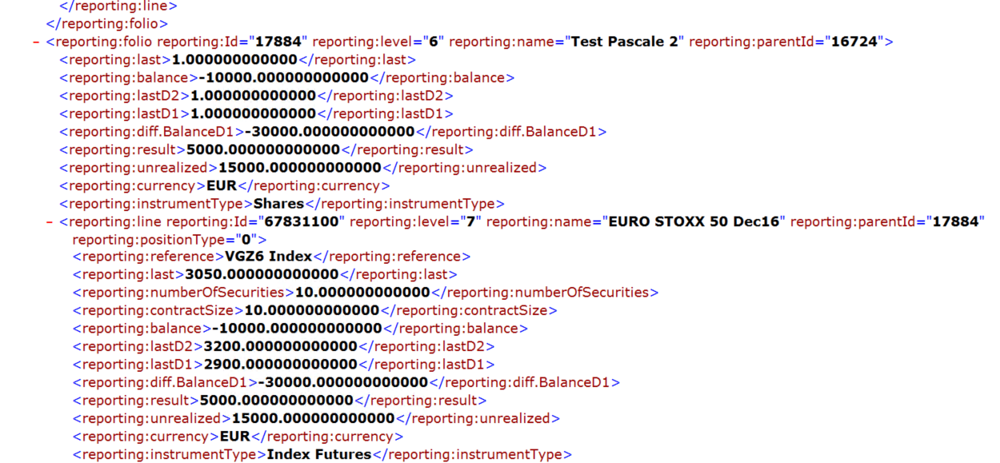 </reporting:line>
</reporting:folio>
- <reporting:folio reporting:Id="17884" reporting:level="6" reporting:name="Test Pascale 2" reporting:parentId="16724">
<reporting:last>1.000000000000</reporting:last>
<reporting:balance>-10000.000000000000</reporting:balance>
<reporting:lastD2>1.000000000000</reporting:lastD2>
<reporting:lastD1>1.000000000000</reporting:lastD1>
<reporting:diff.BalanceD1>-30000.000000000000</reporting:diff.BalanceD1>
<reporting:result>5000.000000000000</reporting:result>
<reporting:unrealized>15000.000000000000</reporting:unrealized>
<reporting:currency>EUR</reporting:currency>
<reporting:instrumentType>Shares</reporting:instrumentType>
- <reporting:line reporting:Id="67831100" reporting:level="7" reporting:name="EURO STOXX 50 Dec16" reporting:parentId="17884"
reporting:positionType="0">
<reporting:reference>VGZ6 Index</reporting:reference>
<reporting:last>3050.000000000000</reporting:last>
<reporting:numberOfSecurities>10.000000000000</reporting:numberOfSecurities>
<reporting:contractSize>10.000000000000</reporting:contractSize>
<reporting:balance>-10000.000000000000</reporting:balance>
<reporting:lastD2>3200.000000000000</reporting:lastD2>
<reporting:lastD1>2900.000000000000</reporting:lastD1>
<reporting:diff.BalanceD1>-30000.000000000000</reporting:diff.BalanceD1>
<reporting:result>5000.000000000000</reporting:result>
<reporting:unrealized>15000.000000000000</reporting:unrealized>
<reporting:currency>EUR</reporting:currency>
<reporting:instrumentType>Index Futures</reporting:instrumentType>